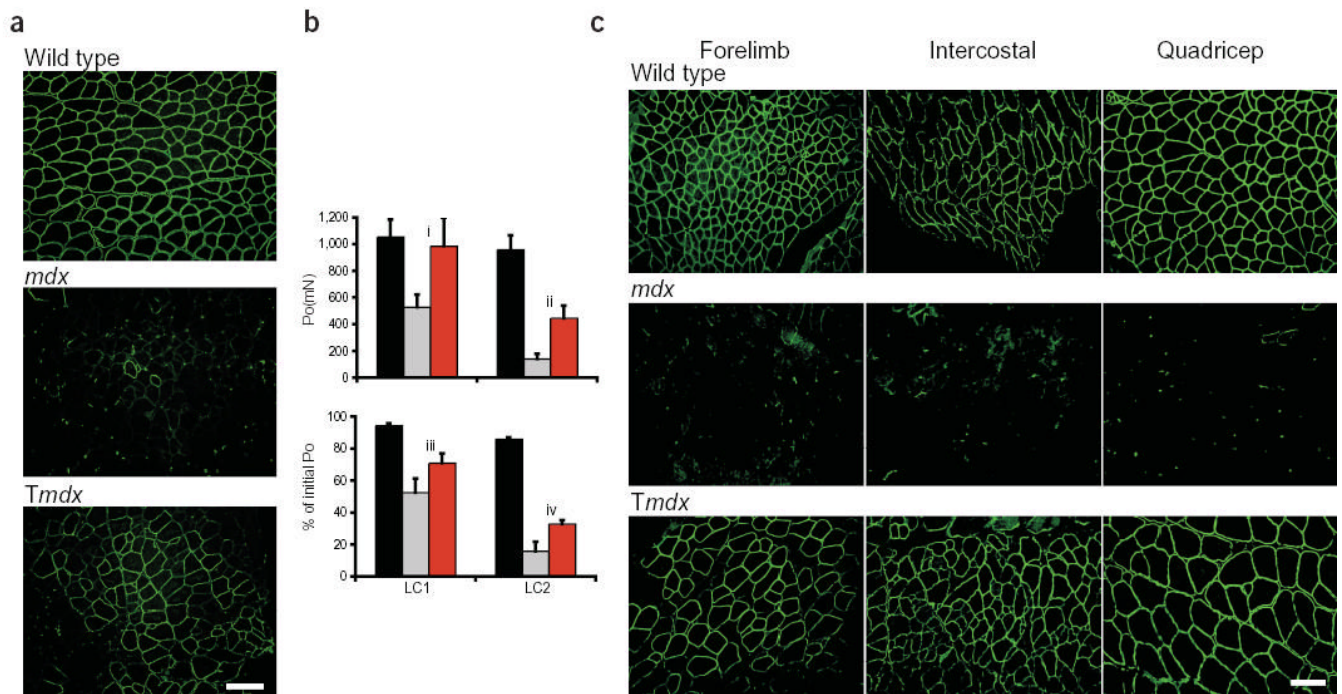 a
Wild type
mdx
Tmdx
b
1,200
1,000
800
600
400
200
0
Po(mN)
i
ii
100
80
60
40
20
0
% of initial Po
iii
iv
LC1 LC2
c
Forelimb Intercostal Quadricep
Wild type
mdx
Tmdx